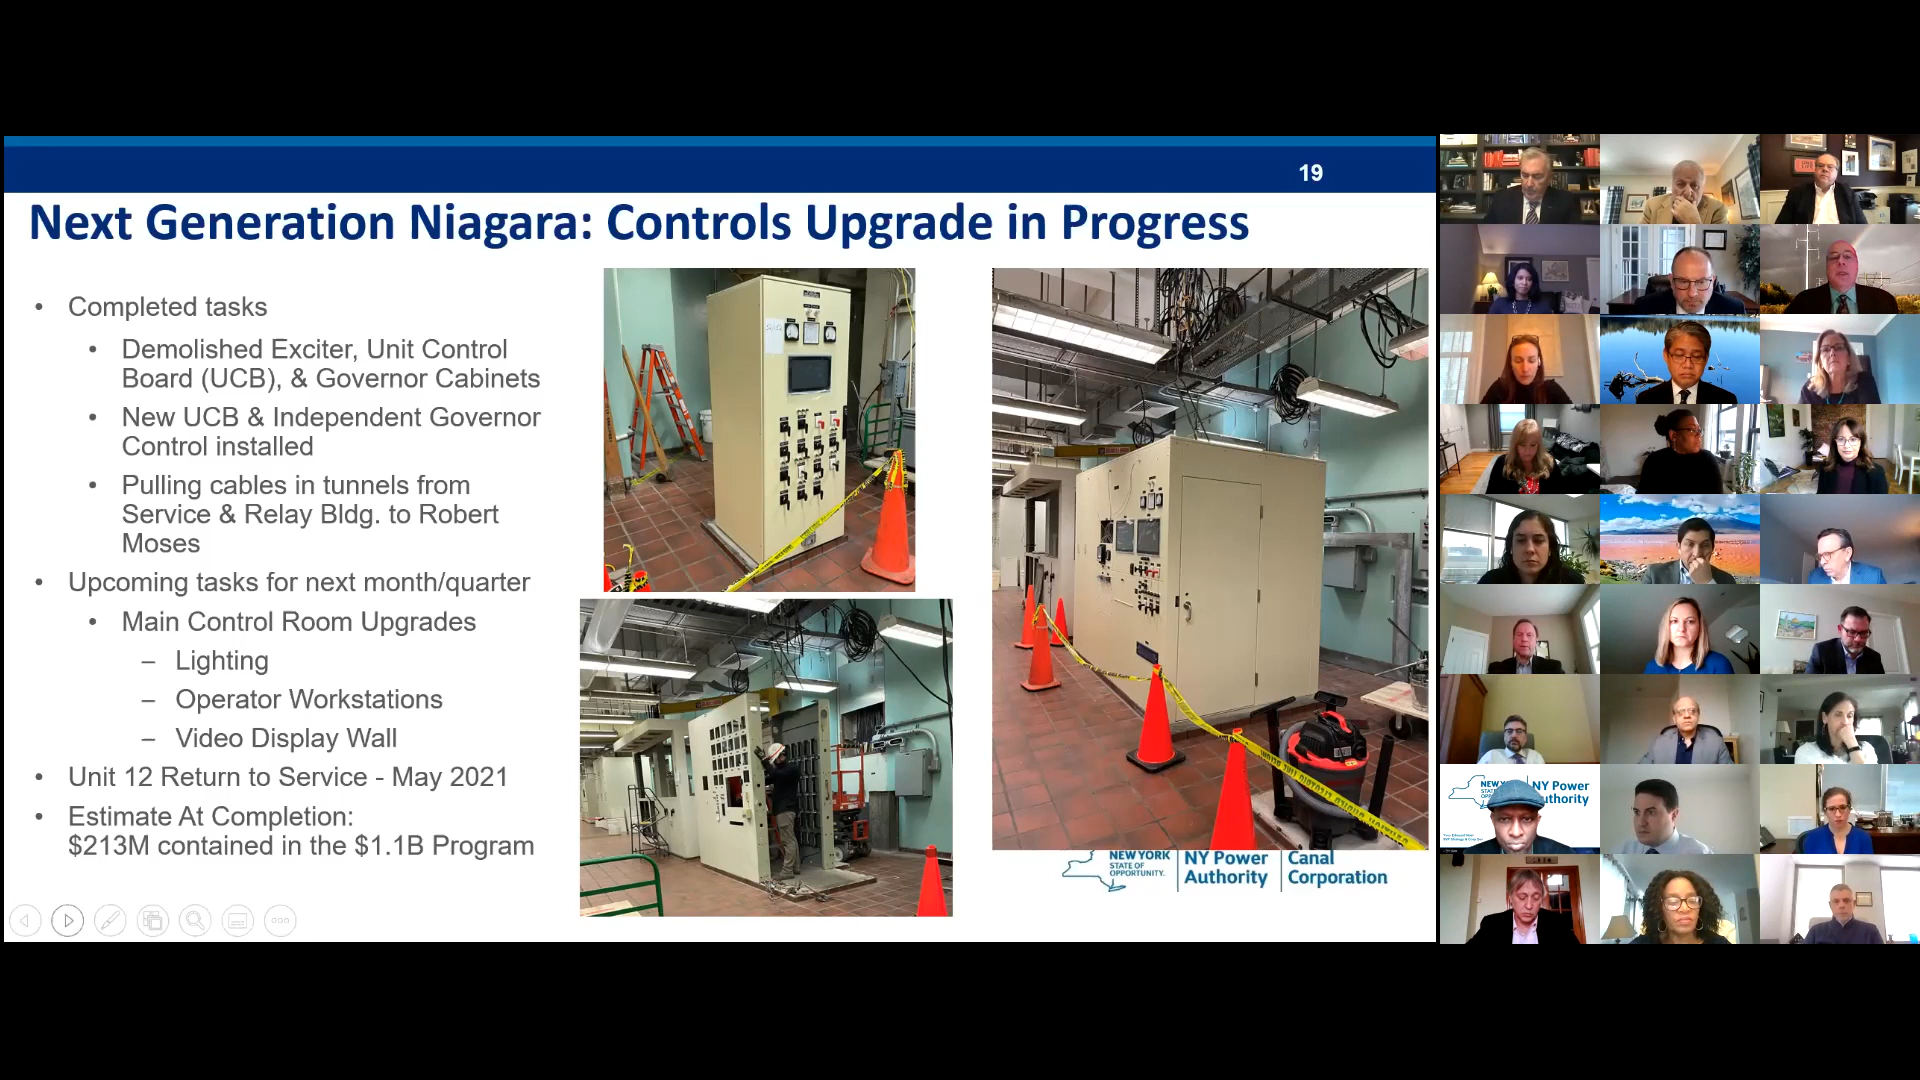 19
Next Generation Niagara: Controls Upgrade in Progress
• Completed tasks
• Demolished Exciter, Unit Control
Board (UCB), & Governor Cabinets
• New UCB & Independent Governor
Control installed
• Pulling cables in tunnels from
Service & Relay Bldg. to Robert
Moses
• Upcoming tasks for next month/quarter
• Main Control Room Upgrades
– Lighting
– Operator Workstations
– Video Display Wall
• Unit 12 Return to Service - May 2021
• Estimate At Completion:
$213M contained in the $1.1B Program
NEW YORK
STATE OF
OPPORTUNITY.
NY Power
Authority
Canal
Corporation
NY Power
uthority